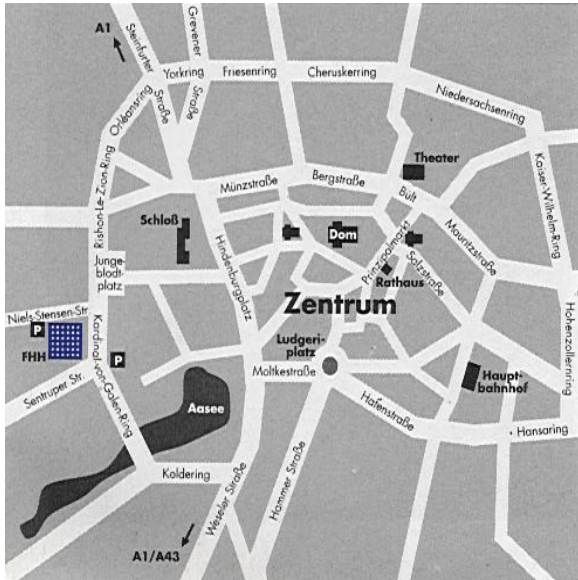 A1
Steinfurter
Straße
Grevener
Straße
Yorkring
Friesenring
Cheruskerring
Niedersachsenring
Orléansring
Rishon-Le-Zion-Ring
Kaiser-Wilhelm-Ring
Theater
Münzstraße
Bergstraße
Bült
Mauritzstraße
Schloß
Dom
Hindenburgplatz
Prinzipalmarkt
Salzstraße
Rathaus
Junge-
blodt-
platz
Zentrum
Hohenzollernring
Niels-Stensen-Str.
P
FHH
P
Kardinal-von-Galen-Ring
Sentruper Str.
Ludgeri-
platz
Moltkestraße
Haupt-
bahnhof
Aasee
Hafenstraße
Hansaring
Koldering
Weseler Straße
Hammer Straße
A1/A43